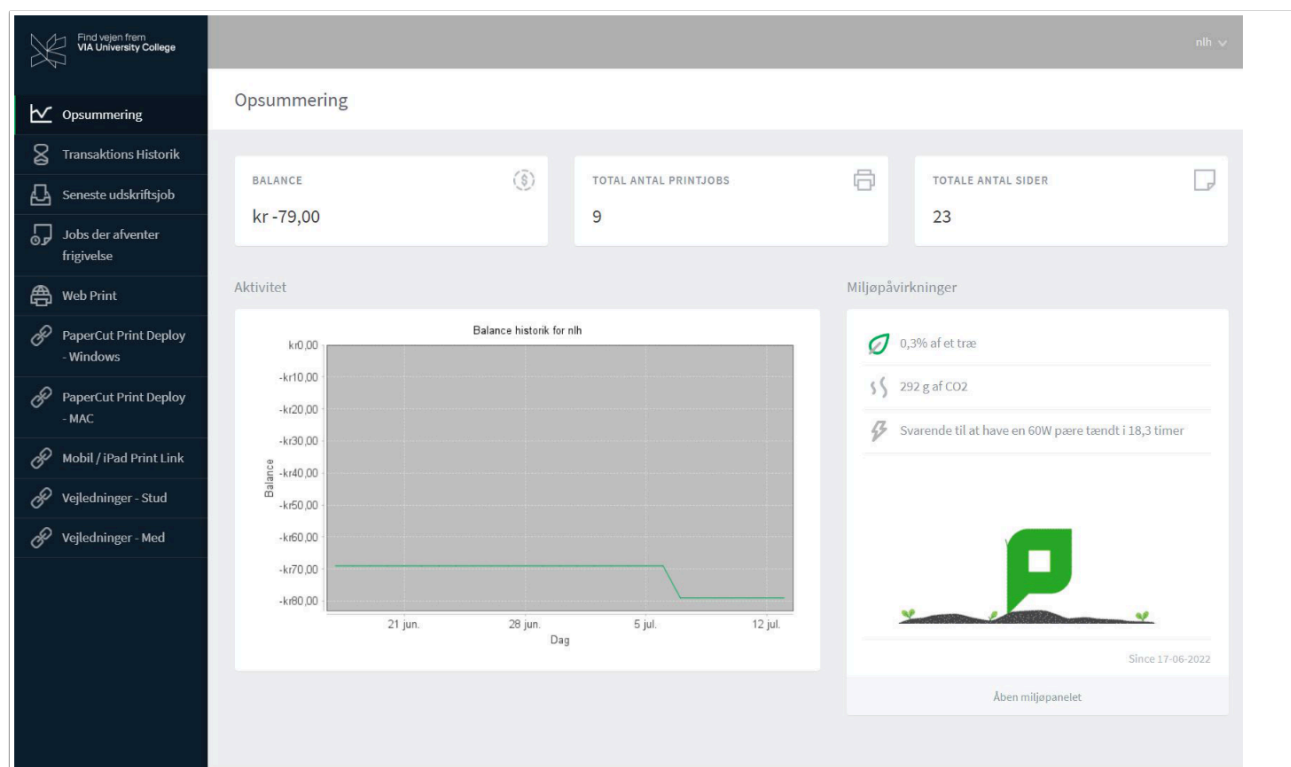 Find vejen frem
VIA University College
nlh
Opsummering
Transaktions Historik
Seneste udskriftsjob
Jobs der afventer
frigivelse
Web Print
PaperCut Print Deploy
- Windows
PaperCut Print Deploy
- MAC
Mobil / iPad Print Link
Vejledninger - Stud
Vejledninger - Med
Opsummering
BALANCE
kr -79,00
TOTAL ANTAL PRINTJOBS
9
TOTALE ANTAL SIDER
23
Aktivitet
Balance historik for nlh
kr0,00
-kr10,00
-kr20,00
-kr30,00
-kr40,00
-kr50,00
-kr60,00
-kr70,00
-kr80,00
Balance
21 jun.
28 jun.
5 jul.
12 jul.
Dag
Miljøpåvirkninger
0,3% af et træ
292 g af CO2
Svarende til at have en 60W pære tændt i 18,3 timer
Since 17-06-2022
Åben miljøpanelet